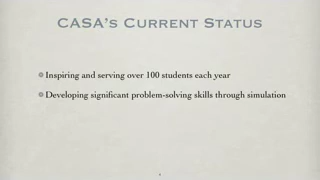 CASA's Current Status
Inspiring and serving over 100 students each year
Developing significant problem-solving skills through simulation